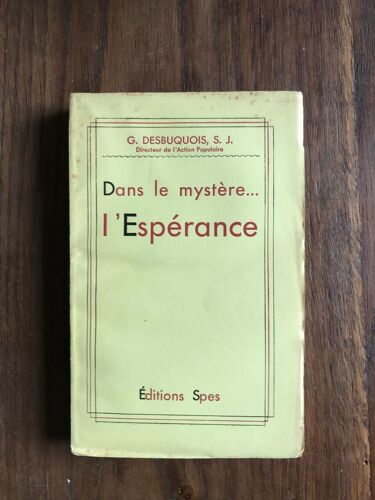 G. DESBUQUOIS, S. J.
Directeur de l'Action Populaire
Dans le mystère...
l'Espérance
Éditions Spes